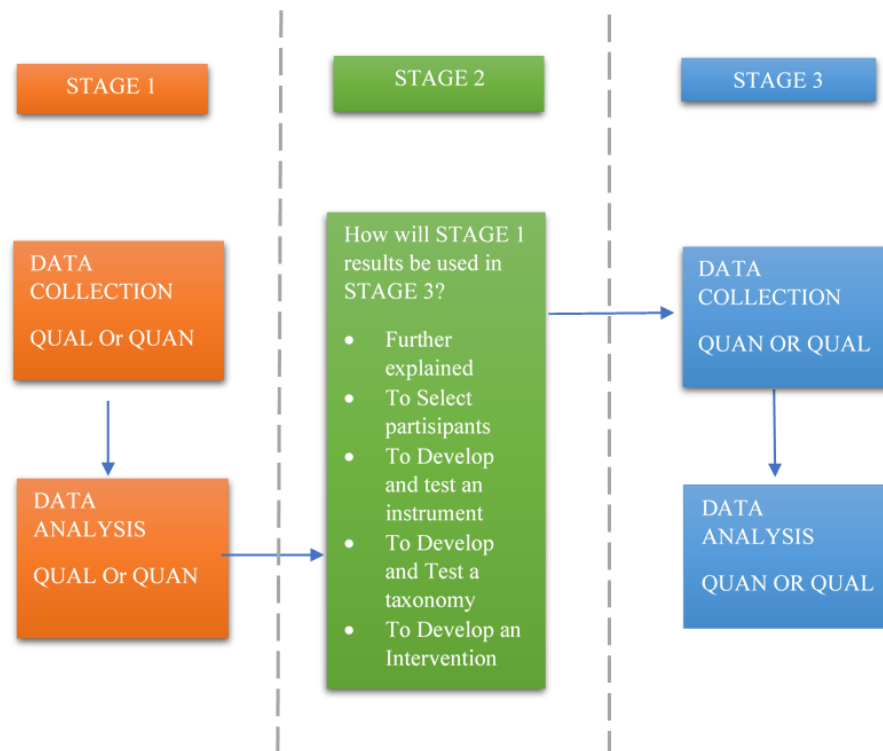 STAGE 1
STAGE 2
STAGE 3
DATA
COLLECTION
QUAL Or QUAN
DATA
ANALYSIS
QUAL Or QUAN
How will STAGE 1
results be used in
STAGE 3?
• Further
explained
• To Select
partisipants
• To Develop
and test an
instrument
• To Develop
and Test a
taxonomy
• To Develop an
Intervention
DATA
COLLECTION
QUAN OR QUAL
DATA
ANALYSIS
QUAN OR QUAL